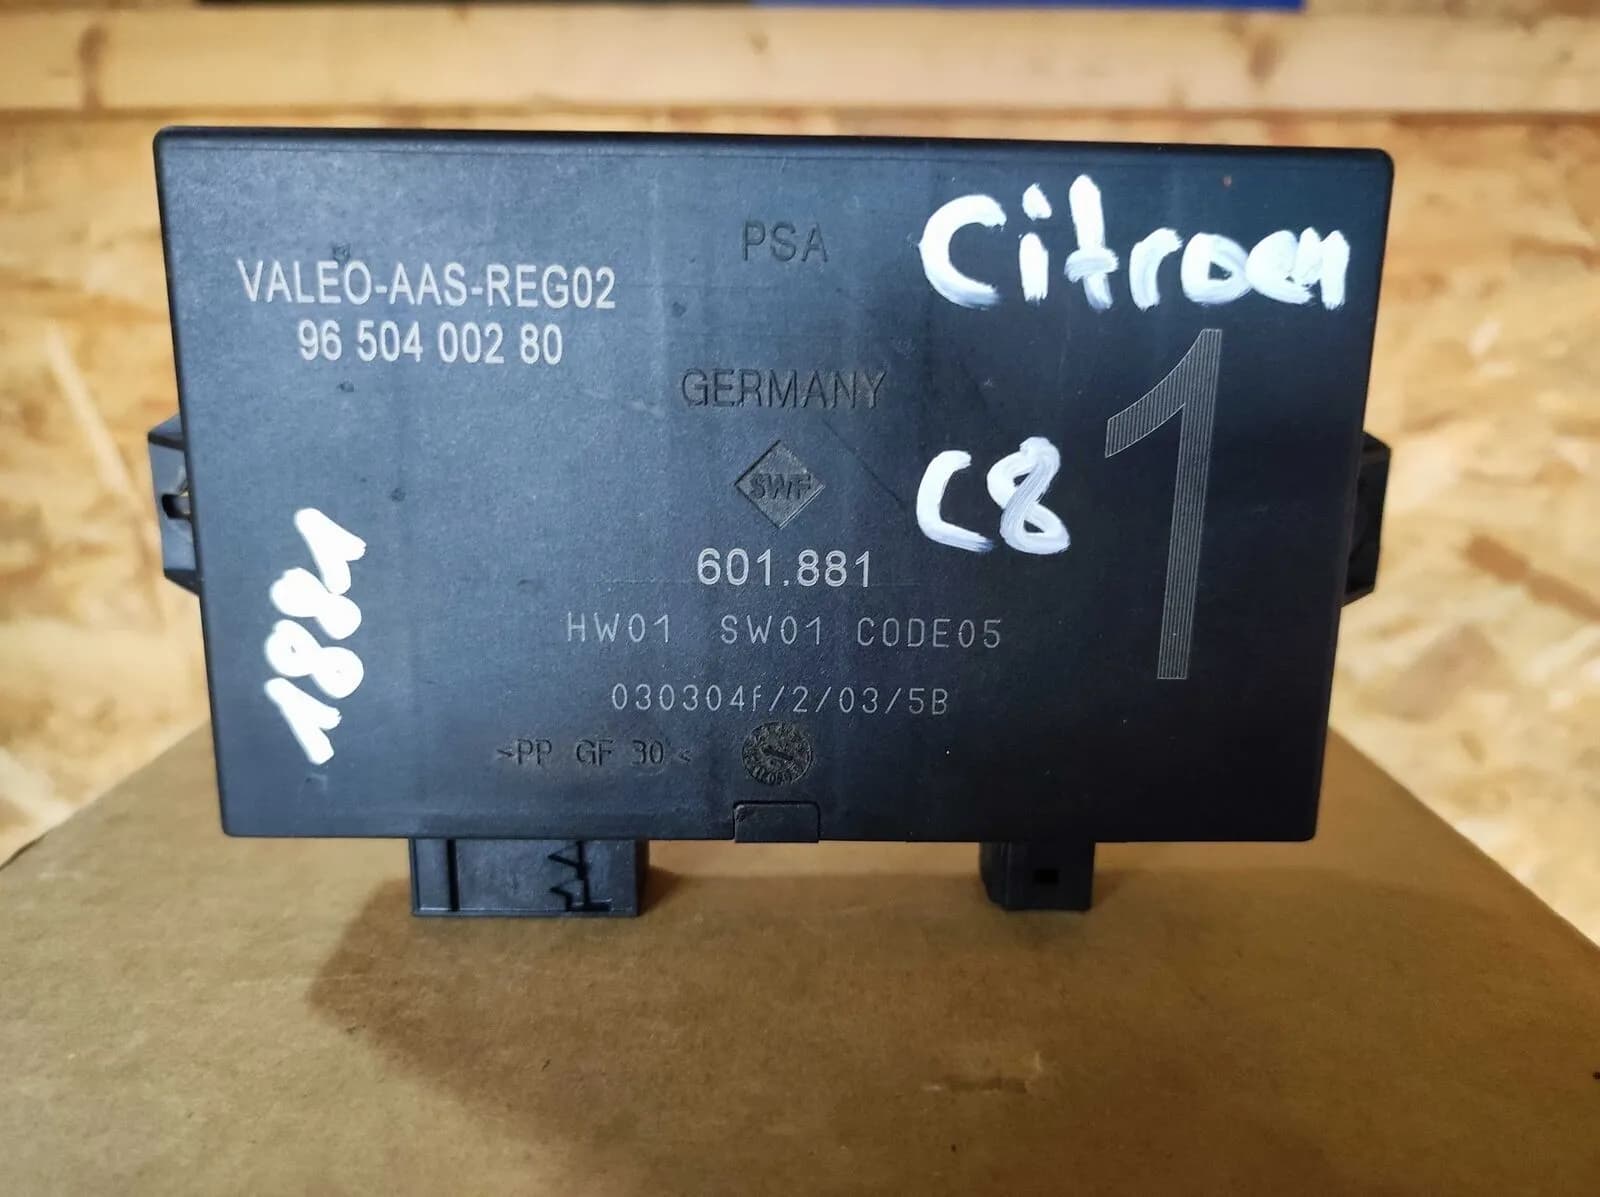 PSA
Citroen
VALEO-AAS-REG02
96 504 002 80
GERMANY
1
SWF
C8
601.881
HW01 SW01 CODE05
030304f/2/03/5B
>PP GF 30<